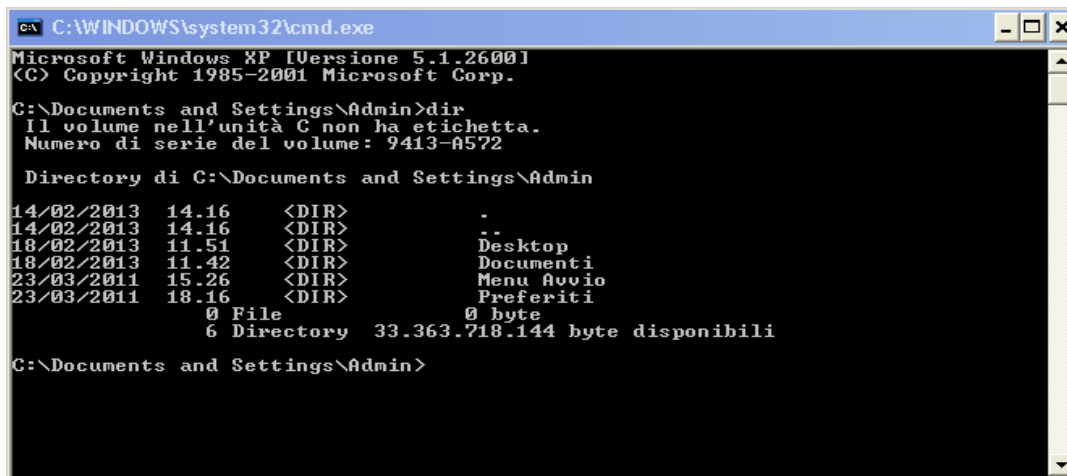 C:\WINDOWS\system32\cmd.exe
Microsoft Windows XP [Versione 5.1.2600]
(C) Copyright 1985-2001 Microsoft Corp.
C:\Documents and Settings\Admin>dir
Il volume nell'unità C non ha etichetta.
Numero di serie del volume: 9413-A572
Directory di C:\Documents and Settings\Admin
14/02/2013  14.16    <DIR>          .
14/02/2013  14.16    <DIR>          ..
18/02/2013  11.51    <DIR>          Desktop
18/02/2013  11.42    <DIR>          Documenti
23/03/2011  15.26    <DIR>          Menu Avvio
23/03/2011  18.16    <DIR>          Preferiti
0 File              0 byte
6 Directory  33.363.718.144 byte disponibili
C:\Documents and Settings\Admin>